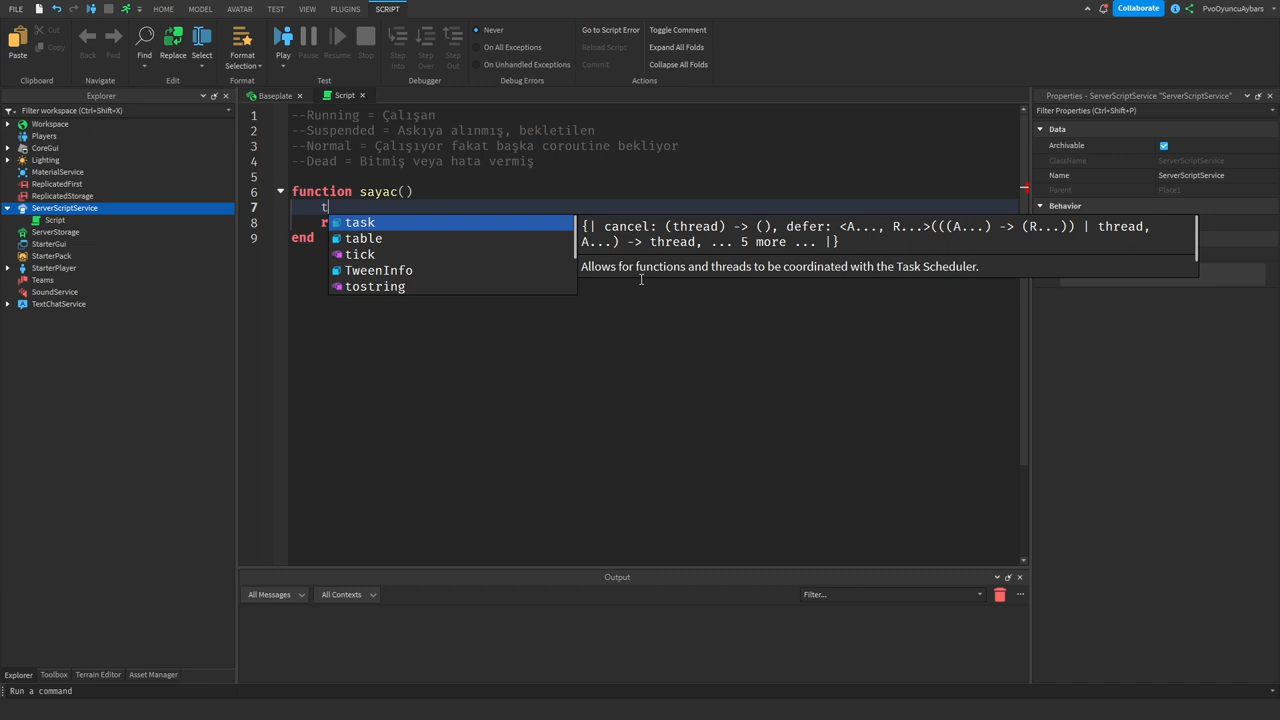 FILE HOME MODEL AVATAR TEST VIEW PLUGINS SCRIPT Collaborate PvoOyuncuAybars
Paste Cut Copy Back Forward Find Replace Select Format Selection Play Pause Resume Stop Step Into Step Over Step Out Never On All Exceptions On Unhandled Exceptions Go to Script Error Reload Script Commit Toggle Comment Expand All Folds Collapse All Folds
Clipboard Navigate Edit Format Test Debugger Debug Errors Actions
Explorer
Filter workspace (Ctrl+Shift+X)
Workspace
Players
CoreGui
Lighting
MaterialService
ReplicatedFirst
ReplicatedStorage
ServerScriptService
Script
ServerStorage
StarterGui
StarterPack
StarterPlayer
Teams
SoundService
TextChatService
Baseplate Script
1 --Running = Çalışan
2 --Suspended = Askıya alınmış, bekletilen
3 --Normal = Çalışıyor fakat başka coroutine bekliyor
4 --Dead = Bitmiş veya hata vermiş
5
6 function sayac()
7 t
8 r
9 end
task
table
tick
TweenInfo
tostring
{| cancel: (thread) -> (), defer: <A..., R...>(((A...) -> (R...)) | thread,
A...) -> thread, ... 5 more ... |}
Allows for functions and threads to be coordinated with the Task Scheduler.
Properties - ServerScriptService "ServerScriptService"
Filter Properties (Ctrl+Shift+P)
Data
Archivable
ClassName ServerScriptService
Name ServerScriptService
Parent Place1
Behavior
Output
All Messages All Contexts Filter...
Explorer Toolbox Terrain Editor Asset Manager
Run a command